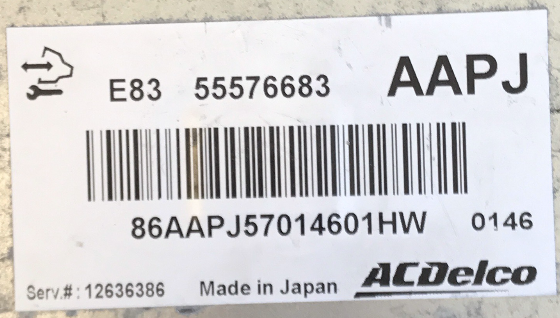 E83 55576683 AAPJ
86AAPJ57014601HW 0146
Serv.#: 12636386 Made in Japan ACDelco